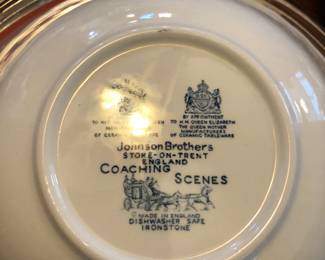 BY APPOINTMENT
TO H.M. QUEEN ELIZABETH
THE QUEEN MOTHER
MANUFACTURERS
OF CERAMIC TABLEWARE
Johnson Brothers
STOKE-ON-TRENT
ENGLAND
COACHING
SCENES
© MADE IN ENGLAND
DISHWASHER SAFE
IRONSTONE